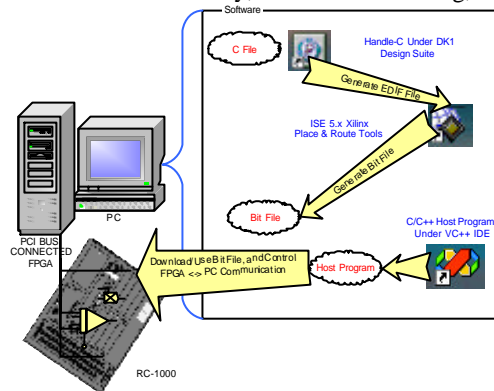 Software
C File
Handle-C Under DK1
Design Suite
Generate EDIF File
ISE 5.x Xilinx
Place & Route Tools
Generate Bit File
Bit File
PC
PCI BUS
CONNECTED
FPGA
C/C++ Host Program
Under VC++ IDE
Download/Use Bit File, and Control
FPGA <-> PC Communication
Host Program
RC-1000